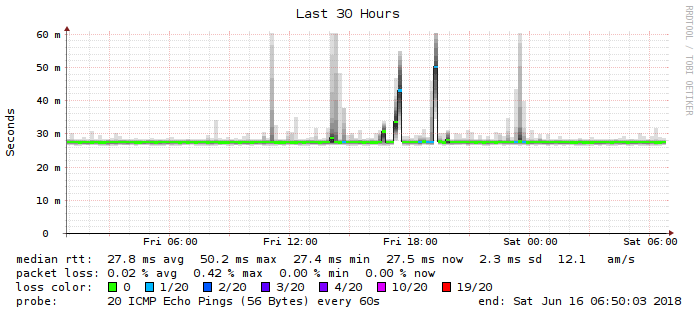 Last 30 Hours
RRDTOOL / TOBI OETIKER
Seconds
60 m
50 m
40 m
30 m
20 m
10 m
0
Fri 06:00 Fri 12:00 Fri 18:00 Sat 00:00 Sat 06:00
median rtt: 27.8 ms avg 50.2 ms max 27.4 ms min 27.5 ms now 2.3 ms sd 12.1 am/s
packet loss: 0.02 % avg 0.42 % max 0.00 % min 0.00 % now
loss color: 0 1/20 2/20 3/20 4/20 10/20 19/20
probe: 20 ICMP Echo Pings (56 Bytes) every 60s end: Sat Jun 16 06:50:03 2018